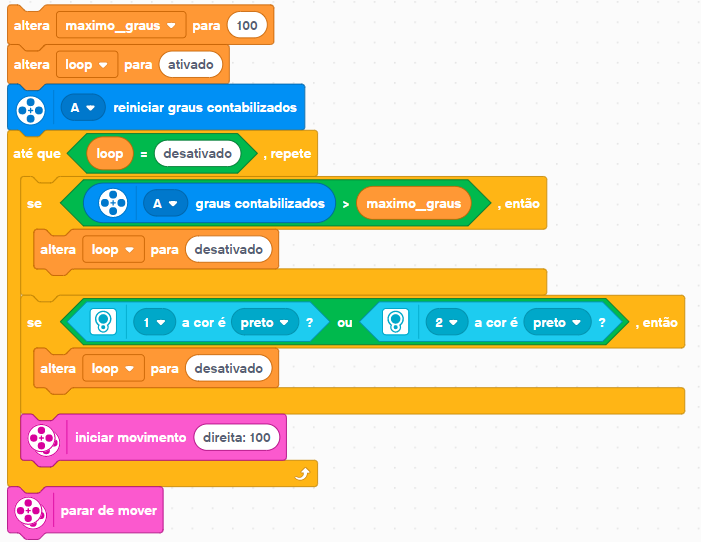 altera maximo_graus para 100
altera loop para ativado
A reiniciar graus contabilizados
até que loop = desativado , repete
se A graus contabilizados > maximo_graus , então
altera loop para desativado
se 1 a cor é preto ? ou 2 a cor é preto ? , então
altera loop para desativado
iniciar movimento direita: 100
parar de mover